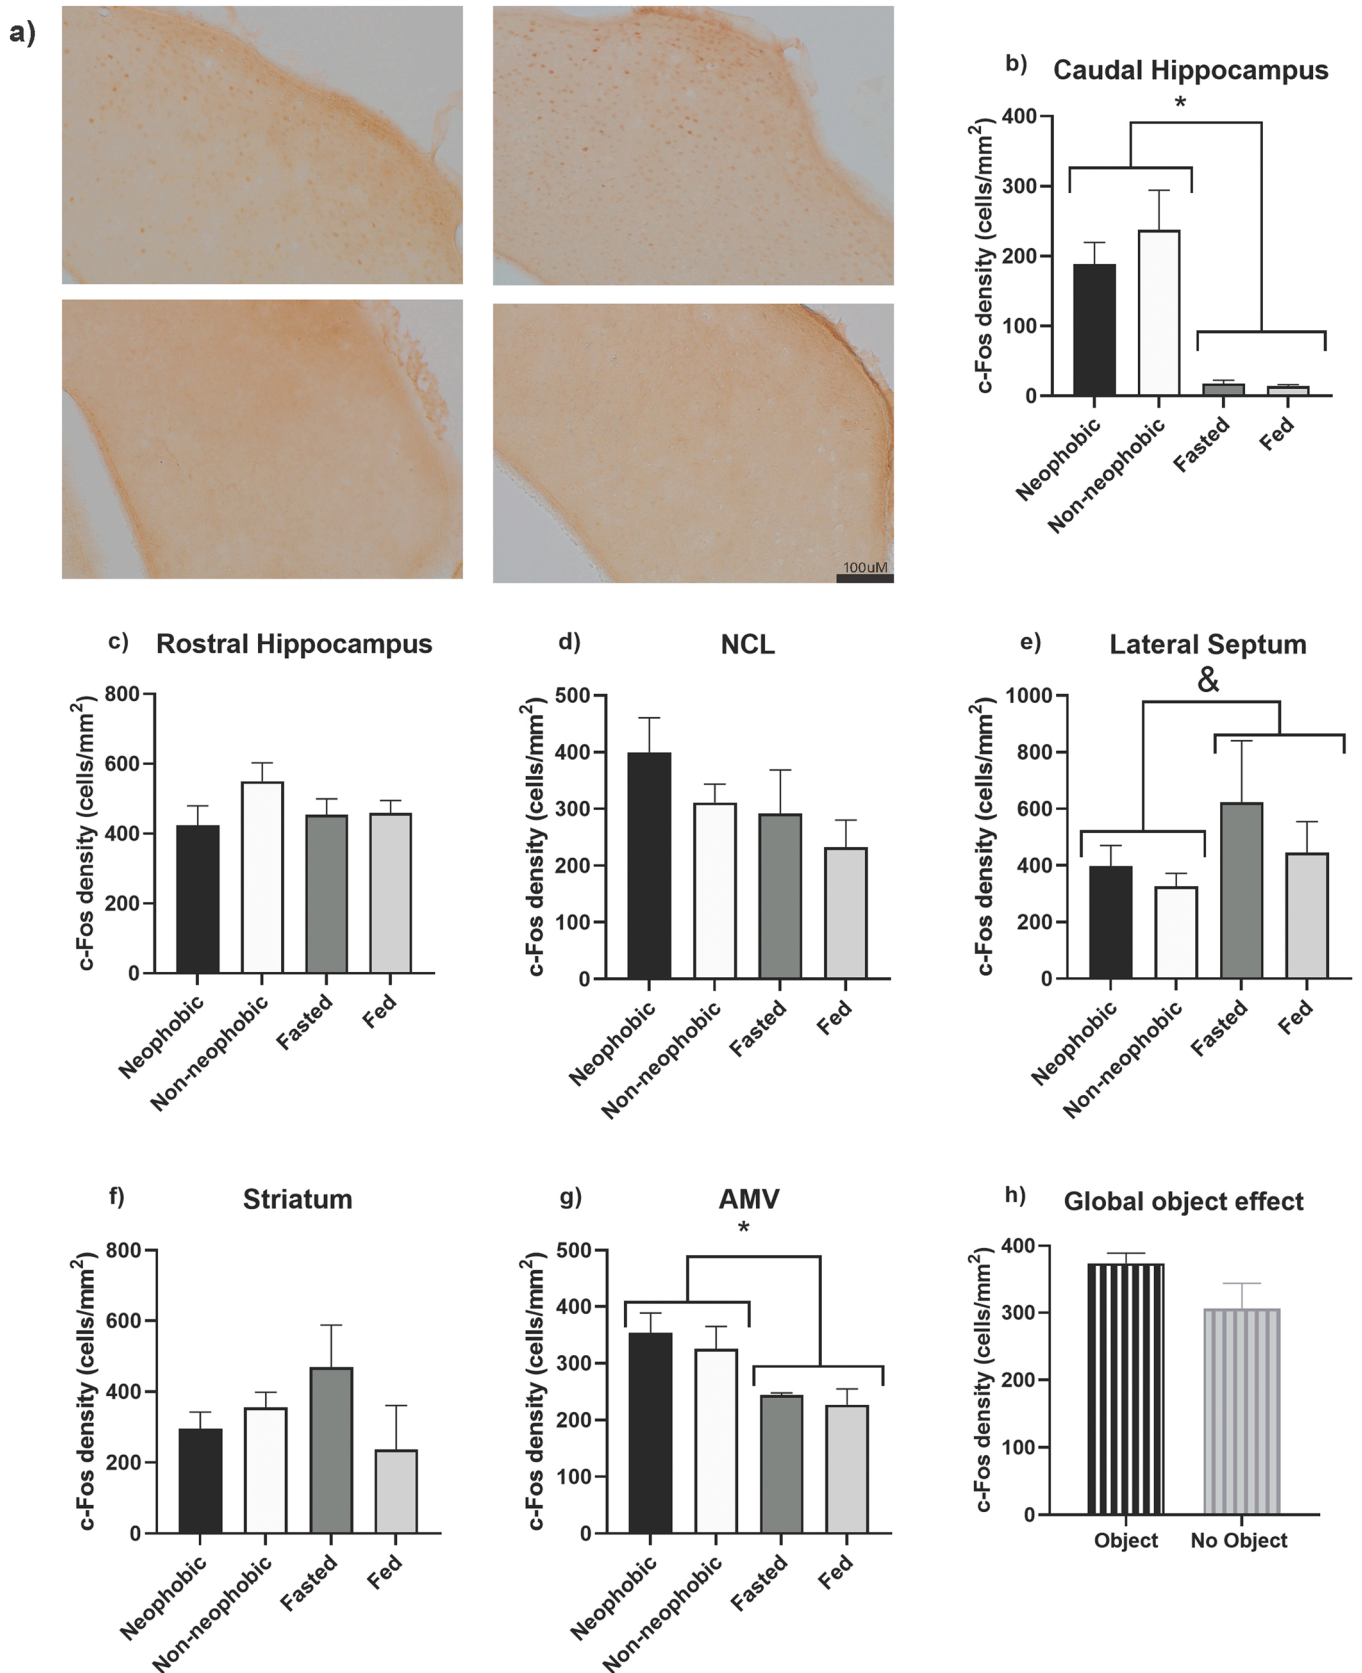 a)
100uM
b) Caudal Hippocampus
*
c-Fos density (cells/mm²)
400
300
200
100
0
Neophobic
Non-neophobic
Fasted
Fed
c) Rostral Hippocampus
c-Fos density (cells/mm²)
800
600
400
200
0
Neophobic
Non-neophobic
Fasted
Fed
d) NCL
c-Fos density (cells/mm²)
500
400
300
200
100
0
Neophobic
Non-neophobic
Fasted
Fed
e) Lateral Septum
&
c-Fos density (cells/mm²)
1000
800
600
400
200
0
Neophobic
Non-neophobic
Fasted
Fed
f) Striatum
c-Fos density (cells/mm²)
800
600
400
200
0
Neophobic
Non-neophobic
Fasted
Fed
g) AMV
*
c-Fos density (cells/mm²)
500
400
300
200
100
0
Neophobic
Non-neophobic
Fasted
Fed
h) Global object effect
c-Fos density (cells/mm²)
400
300
200
100
0
Object
No Object